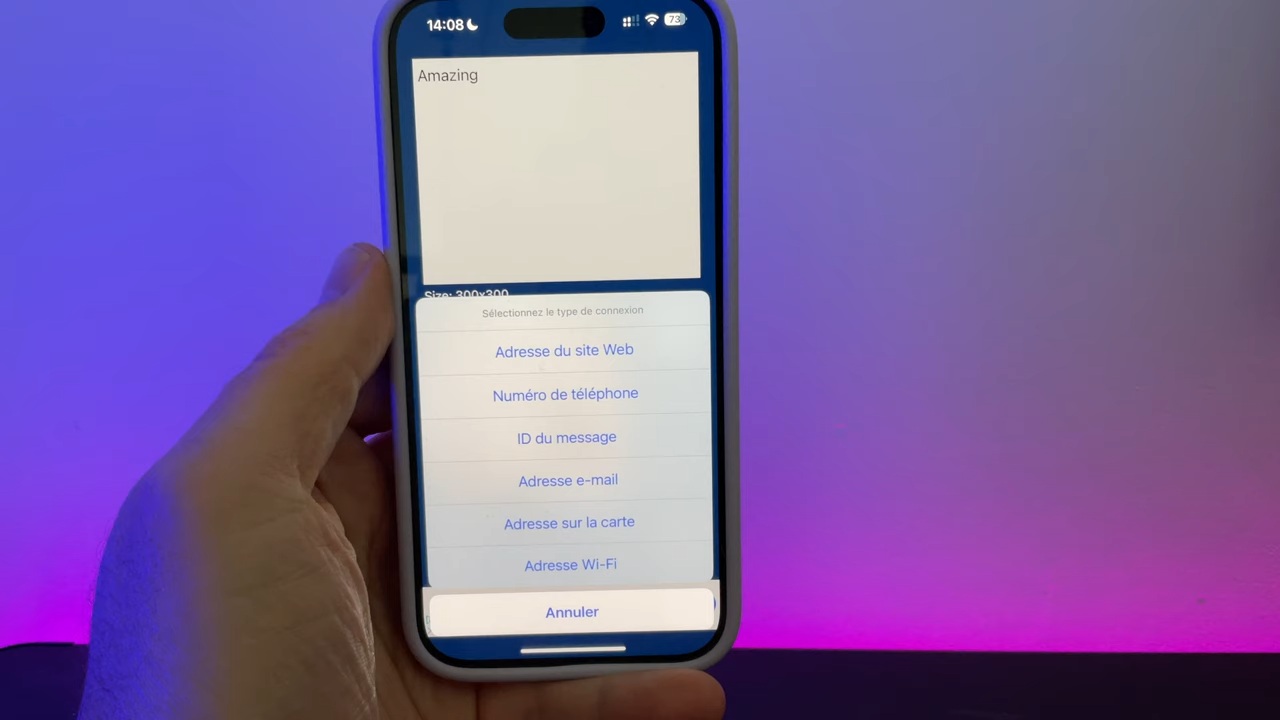 14:08
73
Amazing
Size: 300x300
Sélectionnez le type de connexion
Adresse du site Web
Numéro de téléphone
ID du message
Adresse e-mail
Adresse sur la carte
Adresse Wi-Fi
Annuler